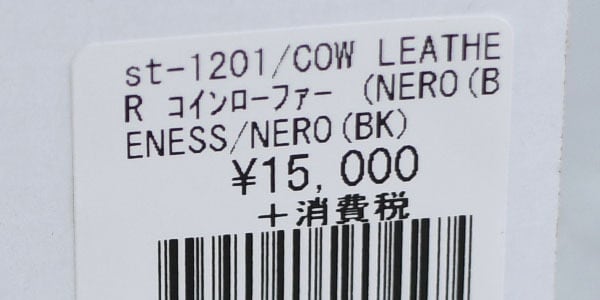 st-1201/COW LEATHE
R コインローファー (NERO(B
ENESS/NERO(BK)
¥15,000
+消費税